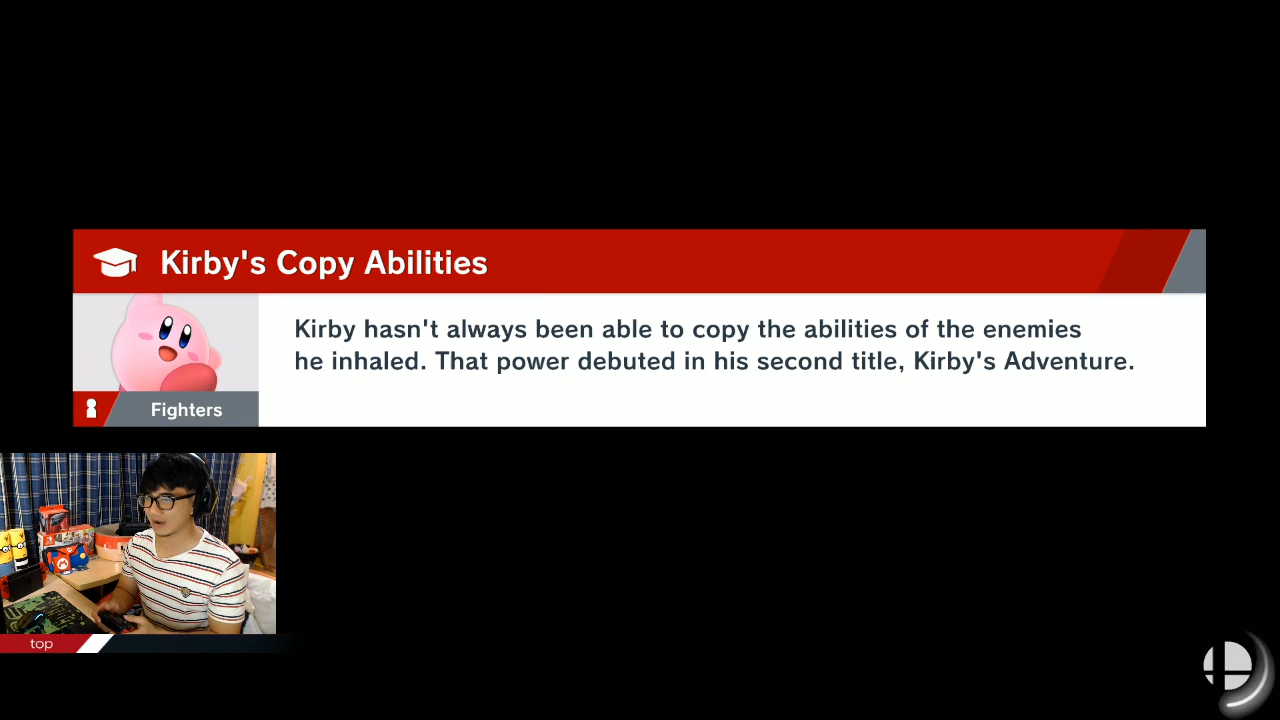 Kirby's Copy Abilities
Kirby hasn't always been able to copy the abilities of the enemies
he inhaled. That power debuted in his second title, Kirby's Adventure.
Fighters
top